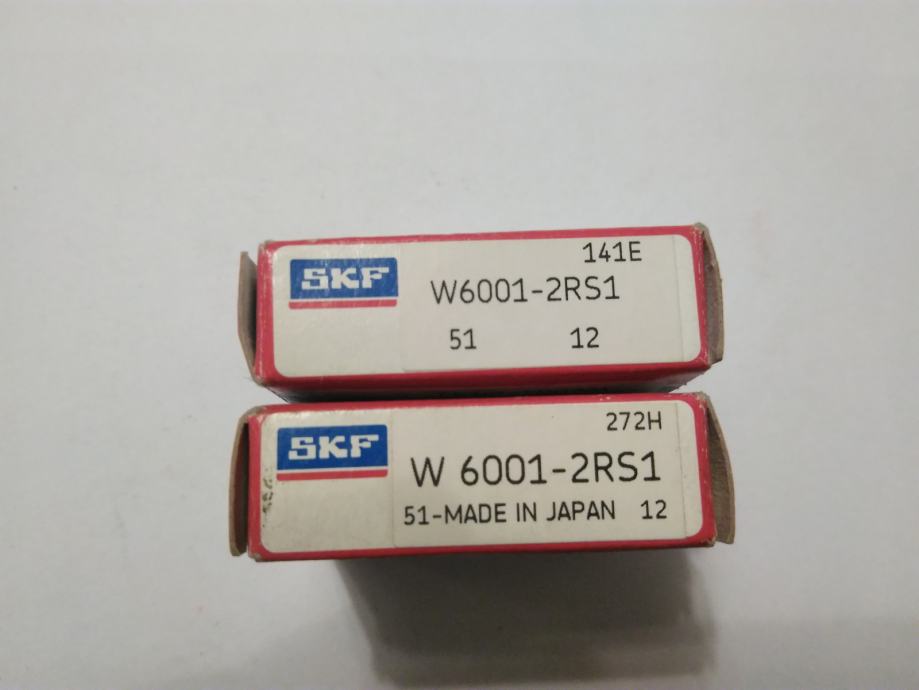 141E
SKF
W6001-2RS1
51 12
272H
SKF
W 6001-2RS1
51-MADE IN JAPAN 12